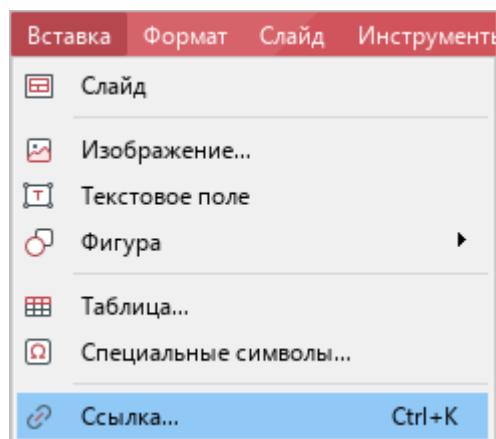 Вставка Формат Слайд Инструменты
Слайд
Изображение...
Текстовое поле
Фигура
Таблица...
Специальные символы...
Ссылка... Ctrl+K